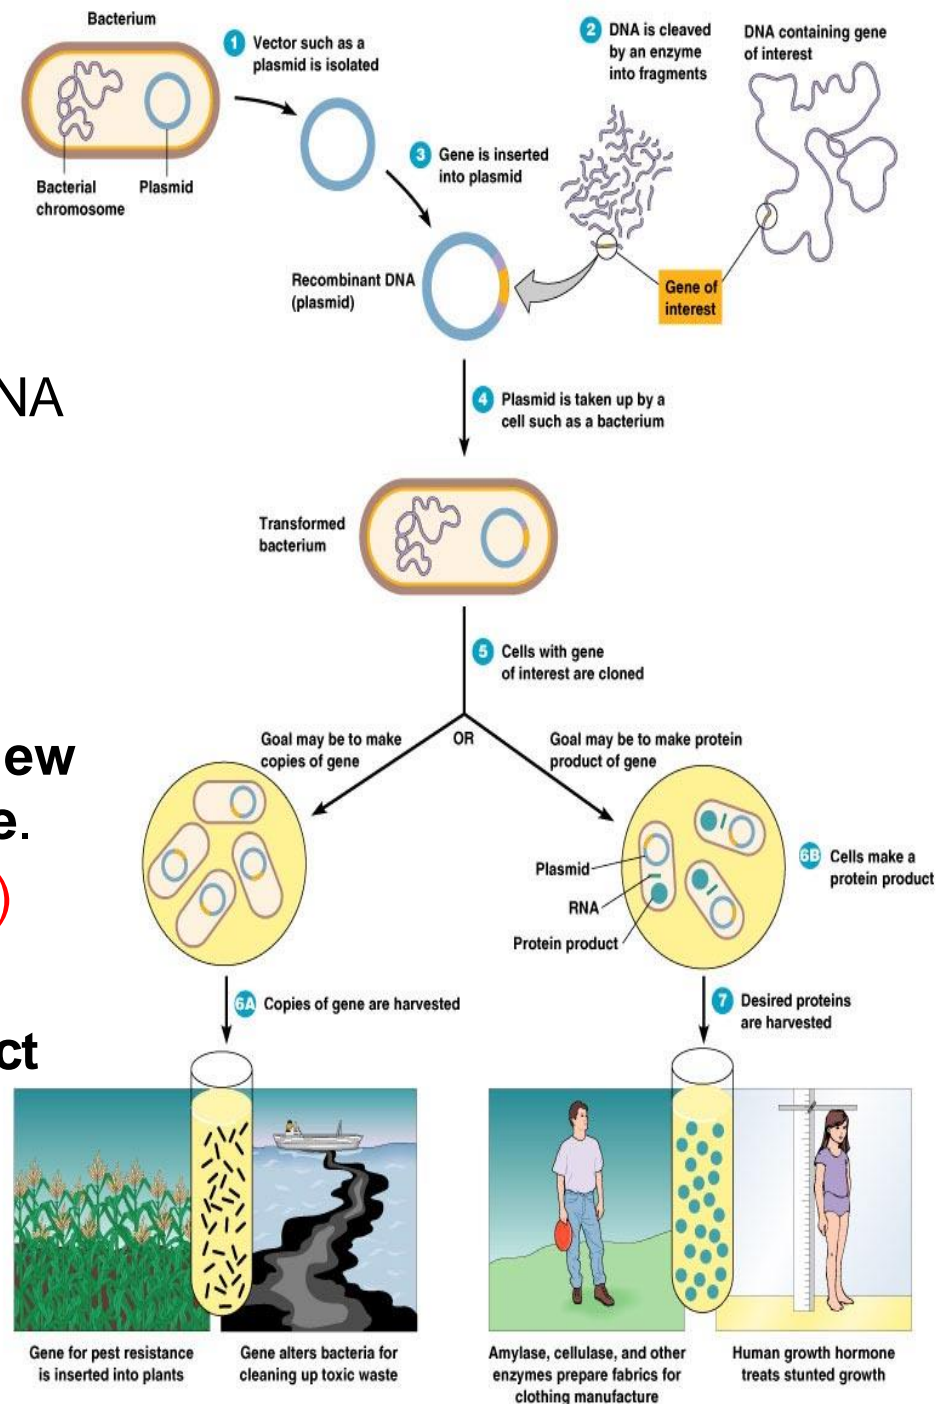 Bacterium
1 Vector such as a
plasmid is isolated
2 DNA is cleaved
by an enzyme
into fragments
DNA containing gene
of interest
3 Gene is inserted
into plasmid
Bacterial
chromosome
Plasmid
Recombinant DNA
(plasmid)
Gene of
interest
NA
4 Plasmid is taken up by a
cell such as a bacterium
Transformed
bacterium
5 Cells with gene
of interest are cloned
Goal may be to make
copies of gene
OR
Goal may be to make protein
product of gene
ew
e.
)
ct
Plasmid
RNA
Protein product
6B Cells make a
protein product
6A Copies of gene are harvested
7 Desired proteins
are harvested
Gene for pest resistance
is inserted into plants
Gene alters bacteria for
cleaning up toxic waste
Amylase, cellulase, and other
enzymes prepare fabrics for
clothing manufacture
Human growth hormone
treats stunted growth